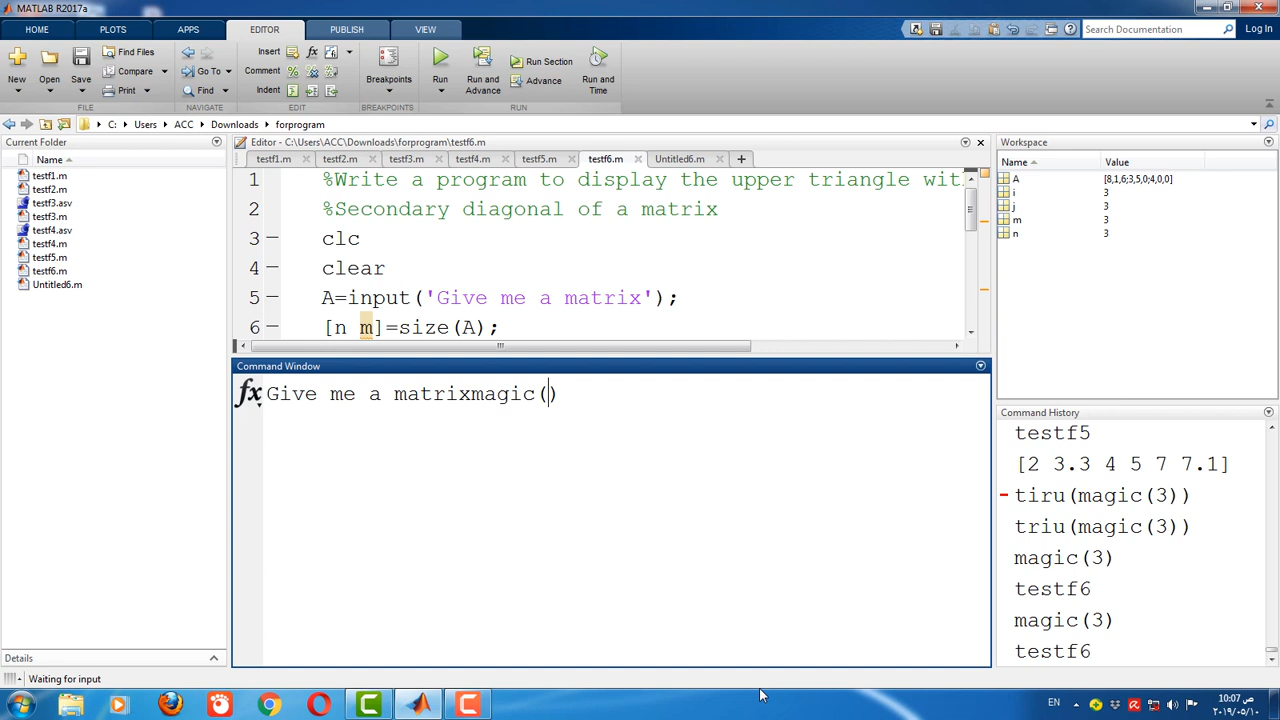 MATLAB R2017a
HOME PLOTS APPS EDITOR PUBLISH VIEW
Search Documentation Log In
New Open Save Find Files Compare Print
Go To Find
Insert fx
Comment
Indent
Breakpoints
Run Run and Advance Run Section Advance Run and Time
FILE NAVIGATE EDIT BREAKPOINTS RUN
C: Users ACC Downloads forprogram
Current Folder
Name
testf1.m
testf2.m
testf3.asv
testf3.m
testf4.asv
testf4.m
testf5.m
testf6.m
Untitled6.m
Details
Editor - C:\Users\ACC\Downloads\forprogram\testf6.m
testf1.m testf2.m testf3.m testf4.m testf5.m testf6.m Untitled6.m
1 %Write a program to display the upper triangle wit
2 %Secondary diagonal of a matrix
3 clc
4 clear
5 A=input('Give me a matrix');
6 [n m]=size(A);
Command Window
fx Give me a matrixmagic()
Workspace
Name Value
A [8,1,6;3,5,0;4,0,0]
i 3
j 3
m 3
n 3
Command History
testf5
[2 3.3 4 5 7 7.1]
tiru(magic(3))
triu(magic(3))
magic(3)
testf6
magic(3)
testf6
Waiting for input
EN
10:07 ص
٢٠١٩/٠٥/١٠